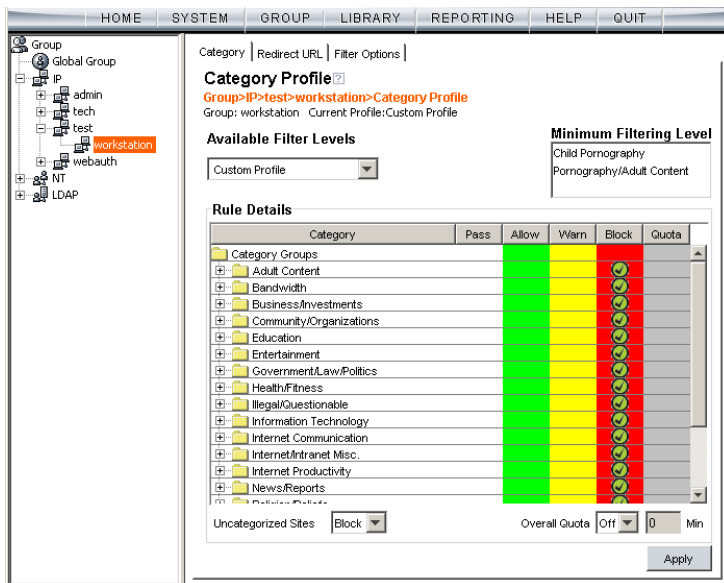 HOME SYSTEM GROUP LIBRARY REPORTING HELP QUIT
Group
Global Group
IP
admin
tech
test
workstation
webauth
NT
LDAP
Category Redirect URL Filter Options
Category Profile ?
Group>IP>test>workstation>Category Profile
Group: workstation Current Profile:Custom Profile
Available Filter Levels
Custom Profile
Minimum Filtering Level
Child Pornography
Pornography/Adult Content
Rule Details
Category Pass Allow Warn Block Quota
Category Groups
Adult Content
Bandwidth
Business/Investments
Community/Organizations
Education
Entertainment
Government/Law/Politics
Health/Fitness
Illegal/Questionable
Information Technology
Internet Communication
Internet/Intranet Misc.
Internet Productivity
News/Reports
Religion/Beliefs
Uncategorized Sites Block Overall Quota Off 0 Min
Apply